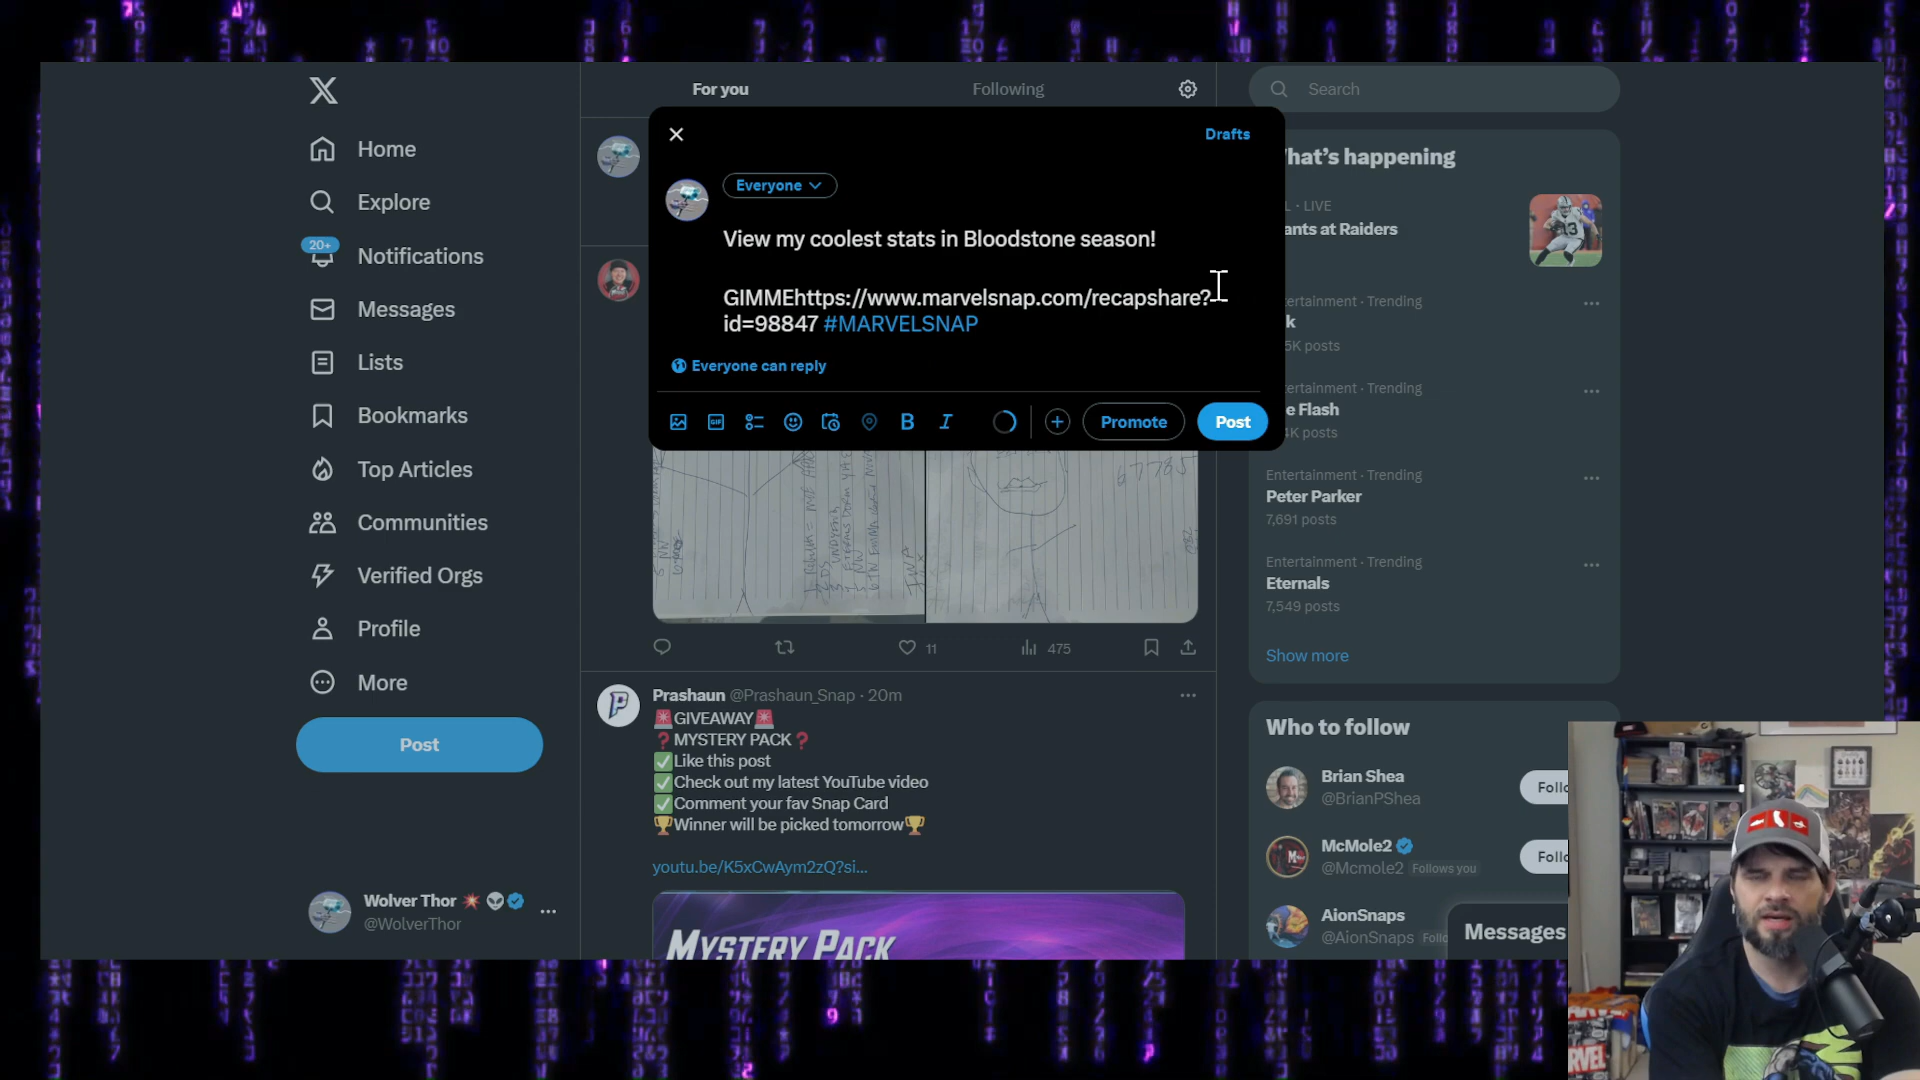 X
For you
Following
Search
Home
Explore
20+
Notifications
Messages
Lists
Bookmarks
Top Articles
Communities
Verified Orgs
Profile
More
Post
Wolver Thor
@WolverThor
Drafts
Everyone
View my coolest stats in Bloodstone season!
GIMMEhttps://www.marvelsnap.com/recapshare?
id=98847 #MARVELSNAP
Everyone can reply
GIF
B
I
Promote
Post
67785
11
475
Prashaun @Prashaun_Snap · 20m
🚨GIVEAWAY🚨
❓MYSTERY PACK❓
✅Like this post
✅Check out my latest YouTube video
✅Comment your fav Snap Card
🏆Winner will be picked tomorrow🏆
youtu.be/K5xCwAym2zQ?si...
MYSTERY PACK
hat's happening
L · LIVE
ants at Raiders
ertainment · Trending
k
5K posts
ertainment · Trending
e Flash
4K posts
Entertainment · Trending
Peter Parker
7,691 posts
Entertainment · Trending
Eternals
7,549 posts
Show more
Who to follow
Brian Shea
@BrianPShea
Follo
McMole2
@Mcmole2 Follows you
Follo
AionSnaps
@AionSnaps Follo
Messages